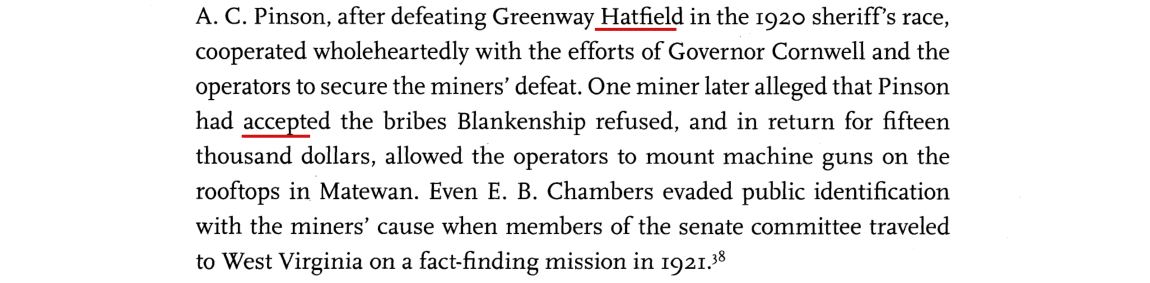 A. C. Pinson, after defeating Greenway Hatfield in the 1920 sheriff’s race,
cooperated wholeheartedly with the efforts of Governor Cornwell and the
operators to secure the miners’ defeat. One miner later alleged that Pinson
had accepted the bribes Blankenship refused, and in return for fifteen
thousand dollars, allowed the operators to mount machine guns on the
rooftops in Matewan. Even E. B. Chambers evaded public identification
with the miners’ cause when members of the senate committee traveled
to West Virginia on a fact-finding mission in 1921.³⁸